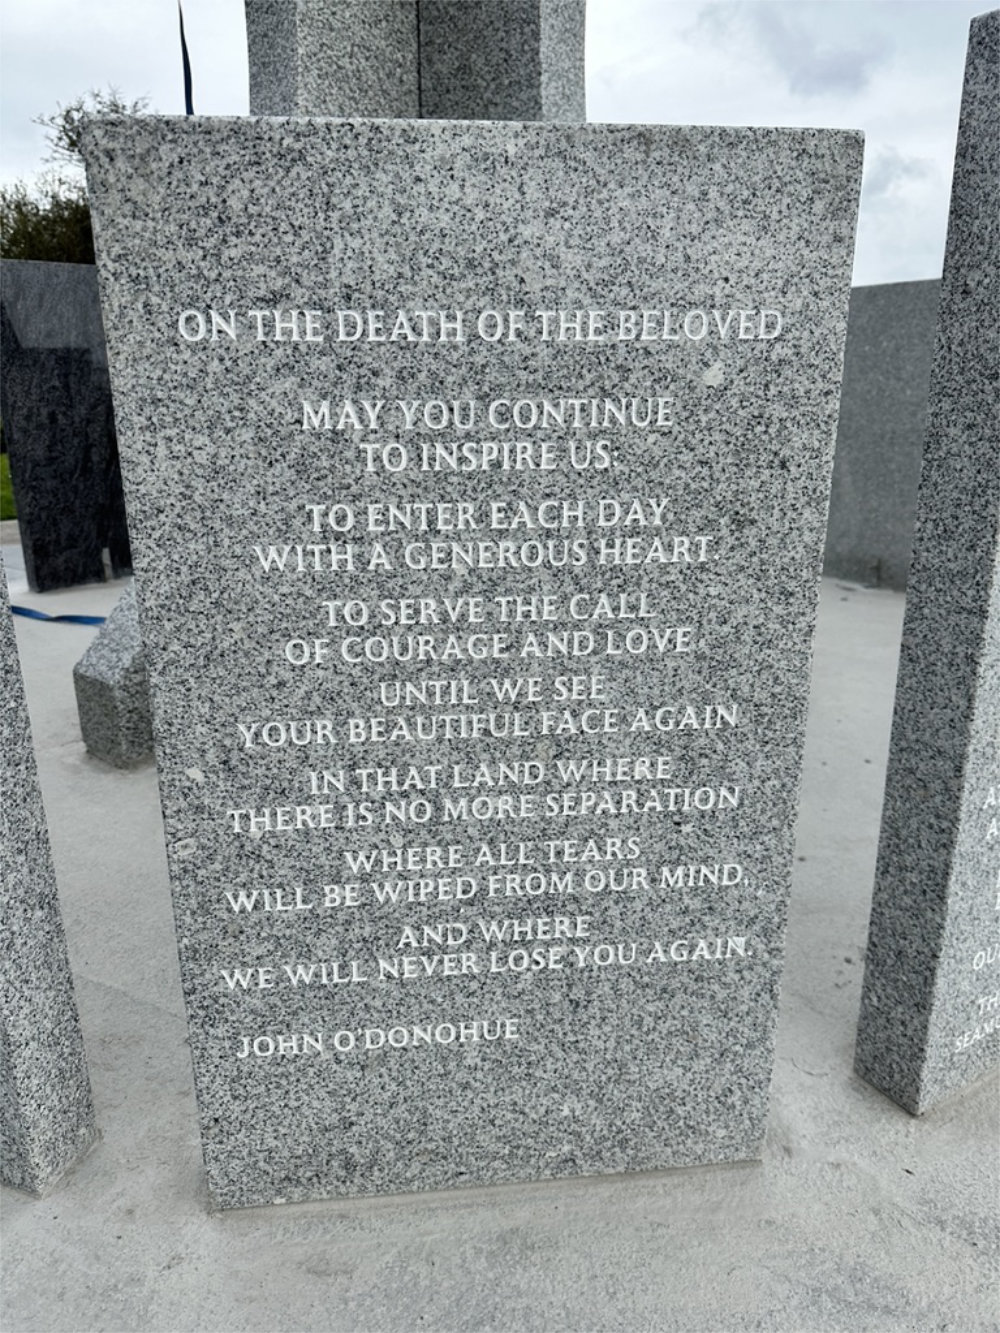 ON THE DEATH OF THE BELOVED
MAY YOU CONTINUE
TO INSPIRE US:
TO ENTER EACH DAY
WITH A GENEROUS HEART.
TO SERVE THE CALL
OF COURAGE AND LOVE
UNTIL WE SEE
YOUR BEAUTIFUL FACE AGAIN
IN THAT LAND WHERE
THERE IS NO MORE SEPARATION
WHERE ALL TEARS
WILL BE WIPED FROM OUR MIND,
AND WHERE
WE WILL NEVER LOSE YOU AGAIN.
JOHN O'DONOHUE